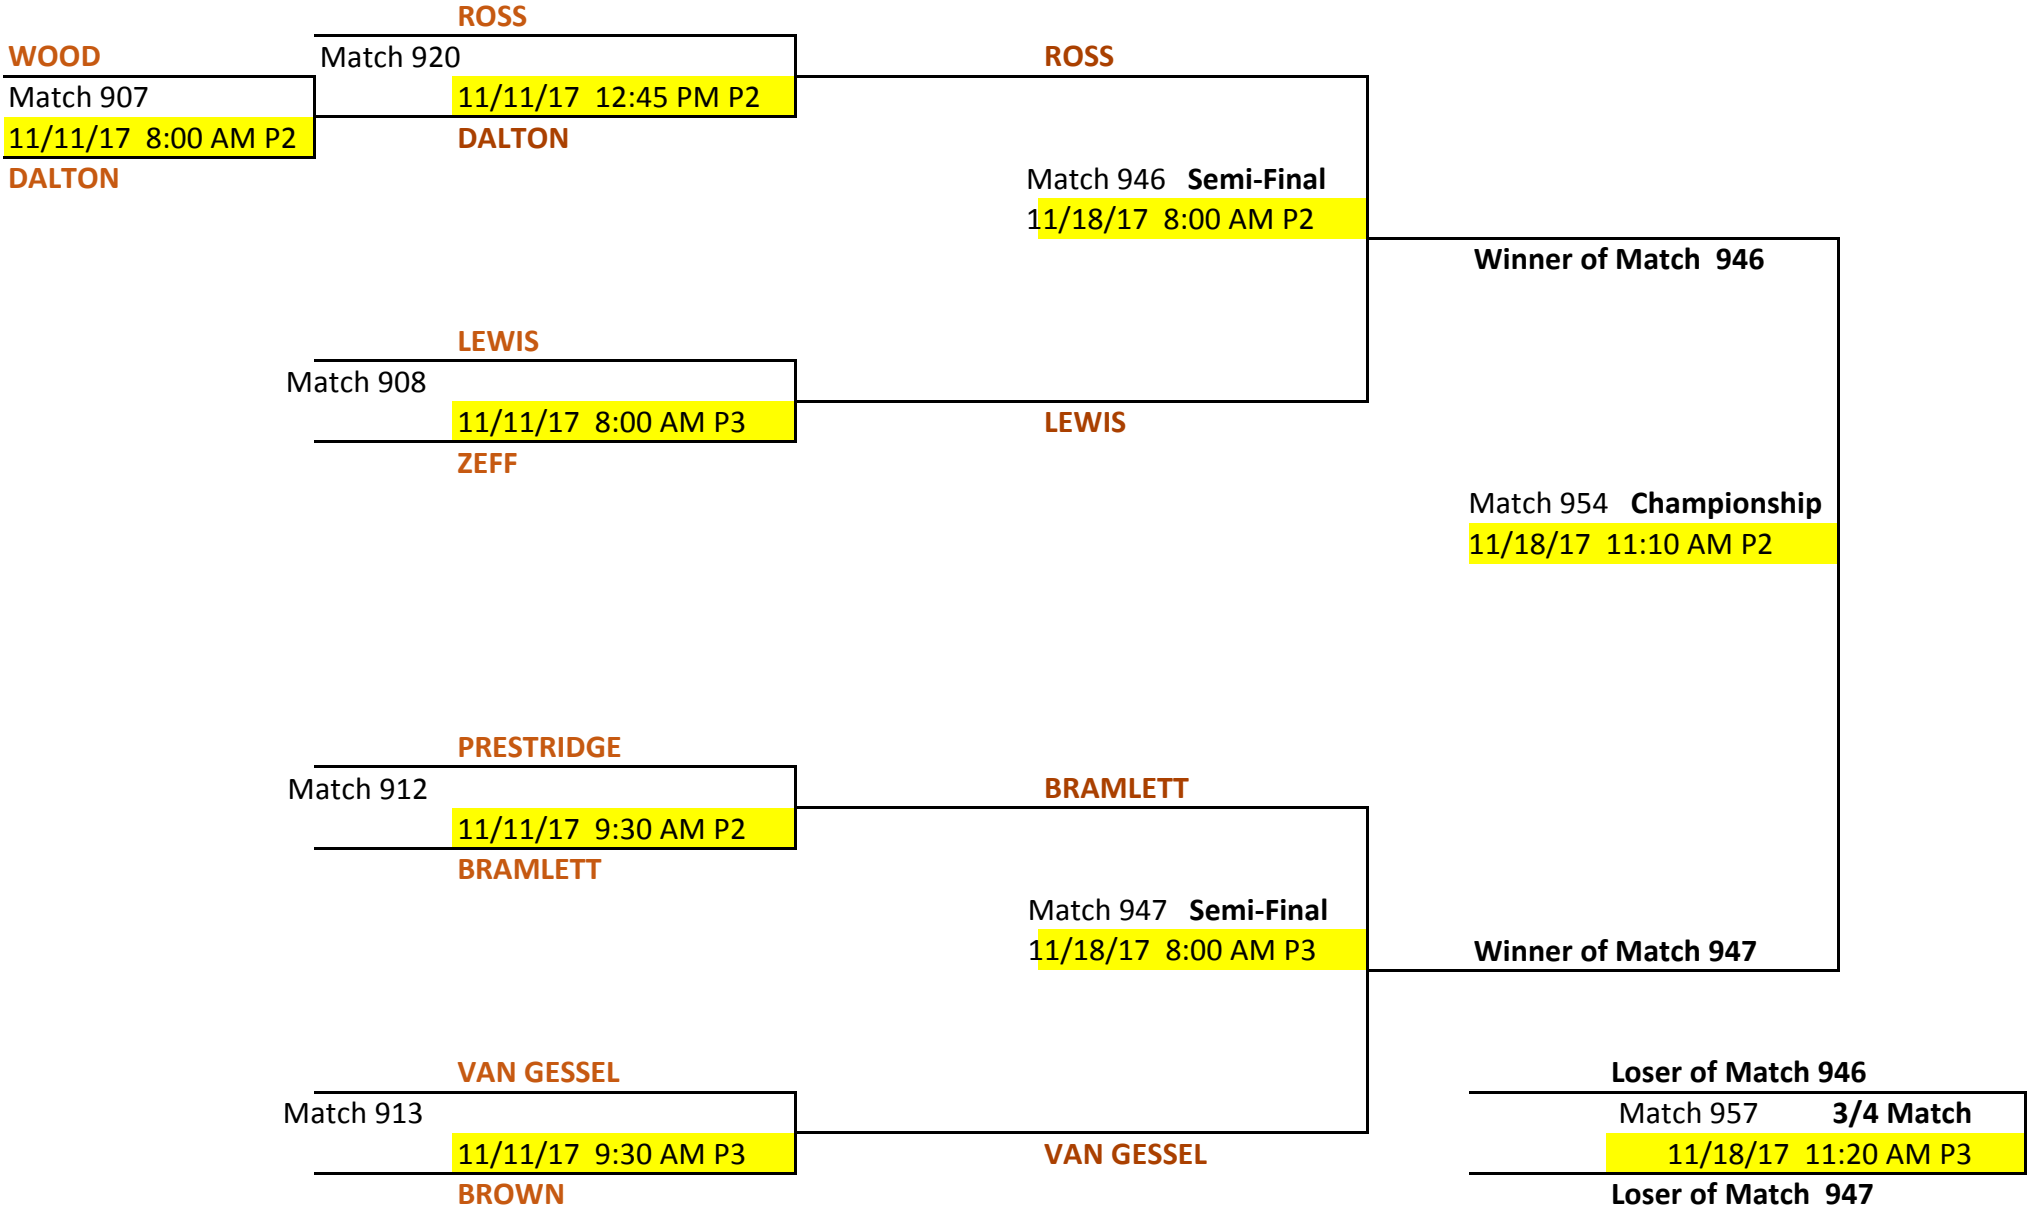 ROSS
WOOD
Match 920
ROSS
Match 907
11/11/17  12:45 PM P2
11/11/17  8:00 AM P2
DALTON
DALTON
Match 946   Semi-Final
11/18/17  8:00 AM P2
Winner of Match  946
LEWIS
Match 908
11/11/17  8:00 AM P3
LEWIS
ZEFF
Match 954   Championship
11/18/17  11:10 AM P2
PRESTRIDGE
Match 912
BRAMLETT
11/11/17  9:30 AM P2
BRAMLETT
Match 947   Semi-Final
11/18/17  8:00 AM P3
Winner of Match 947
VAN GESSEL
Loser of Match 946
Match 913
Match 957   3/4 Match
11/11/17  9:30 AM P3
VAN GESSEL
11/18/17  11:20 AM P3
BROWN
Loser of Match  947